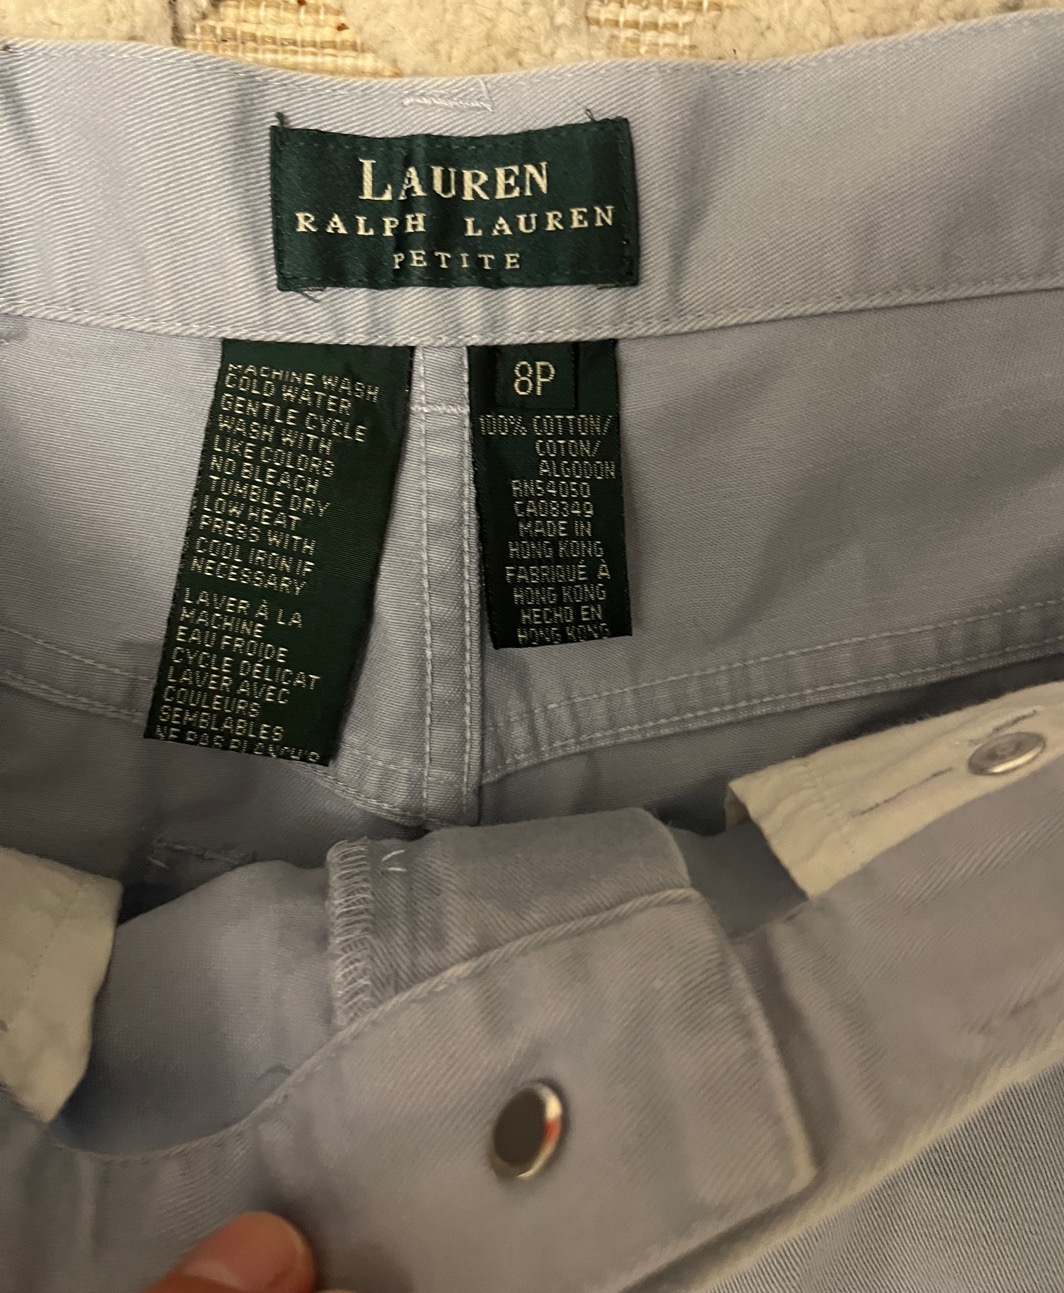 LAUREN
RALPH LAUREN
PETITE
MACHINE WASH
COLD WATER
GENTLE CYCLE
WASH WITH
LIKE COLORS
NO BLEACH
TUMBLE DRY
LOW HEAT
PRESS WITH
COOL IRON IF
NECESSARY
LAVER À LA
MACHINE
EAU FROIDE
CYCLE DÉLICAT
LAVER AVEC
COULEURS
SEMBLABLES
NE PAS
8P
100% COTTON/
COTON/
ALGODON
RN54050
CA08349
MADE IN
HONG KONG
FABRIQUÉ À
HONG KONG
HECHO EN
HONG KONG